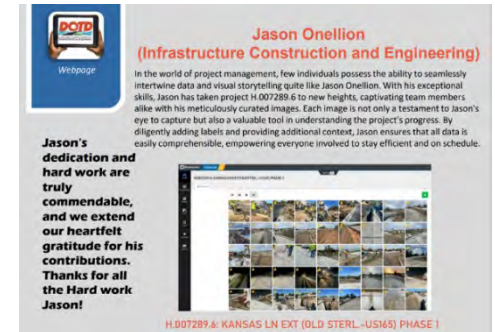 DOTD
Webpage
Jason Onellion
(Infrastructure Construction and Engineering)
In the world of project management, few individuals possess the ability to seamlessly
intertwine data and visual storytelling quite like Jason Onellion. With his exceptional
skills, Jason has taken project H.007289.6 to new heights, captivating team members
alike with his meticulously curated images. Each image is not only a testament to Jason's
eye to capture but also a valuable tool in understanding the project's progress. By
diligently adding labels and providing additional context, Jason ensures that all data is
easily comprehensible, empowering everyone involved to stay efficient and on schedule.
Jason's
dedication and
hard work are
truly
commendable,
and we extend
our heartfelt
gratitude for his
contributions.
Thanks for all
the Hard work
Jason!
H.007289.6: KANSAS LN EXT (OLD STERL.-US165) PHASE 1